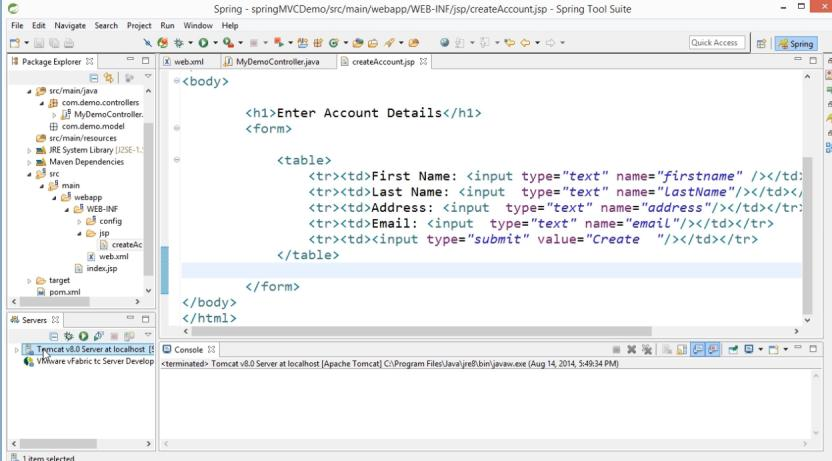 Spring - springMVCDemo/src/main/webapp/WEB-INF/jsp/createAccount.jsp - Spring Tool Suite
File Edit Navigate Search Project Run Window Help
Quick Access
Spring
Package Explorer
src/main/java
com.demo.controllers
MyDemoController.
com.demo.model
src/main/resources
JRE System Library [J2SE-1.
Maven Dependencies
src
main
webapp
WEB-INF
config
jsp
createAc
web.xml
index.jsp
target
pom.xml
Servers
Tomcat v8.0 Server at localhost [S
VMware vFabric tc Server Develop
1 item selected
web.xml MyDemoController.java createAccount.jsp
<body>
<h1>Enter Account Details</h1>
<form>
<table>
<tr><td>First Name: <input type="text" name="firstname" /></td>
<tr><td>Last Name: <input  type="text" name="lastName"/></td></
<tr><td>Address: <input  type="text" name="address"/></td></tr>
<tr><td>Email: <input  type="text" name="email"/></td></tr>
<tr><td><input type="submit" value="Create  "/></td></tr>
</table>
</form>
</body>
</html>
Console
<terminated> Tomcat v8.0 Server at localhost [Apache Tomcat] C:\Program Files\Java\jre8\bin\javaw.exe (Aug 14, 2014, 5:49:34 PM)